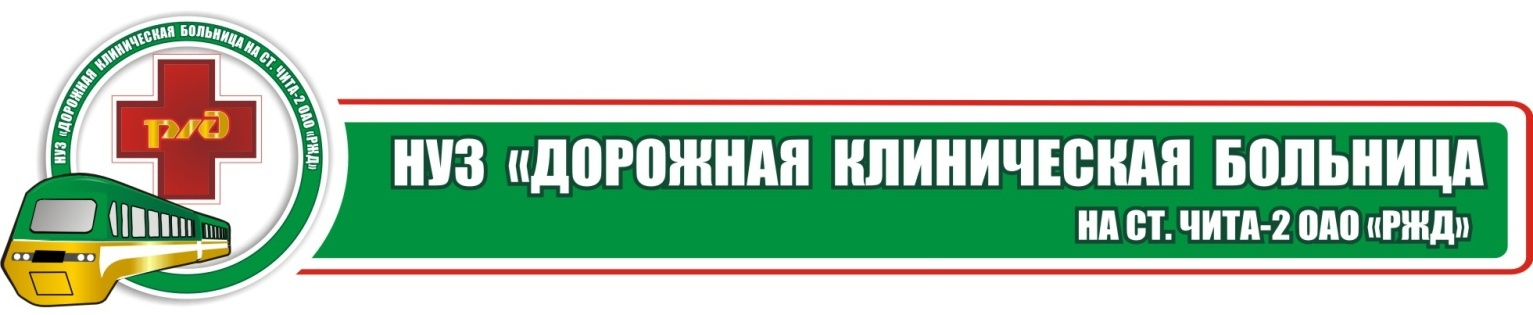 НУЗ «ДОРОЖНАЯ КЛИНИЧЕСКАЯ БОЛЬНИЦА НА СТ. ЧИТА-2 ОАО «РЖД»
РЖД
НУЗ «ДОРОЖНАЯ КЛИНИЧЕСКАЯ БОЛЬНИЦА
НА СТ. ЧИТА-2 ОАО «РЖД»